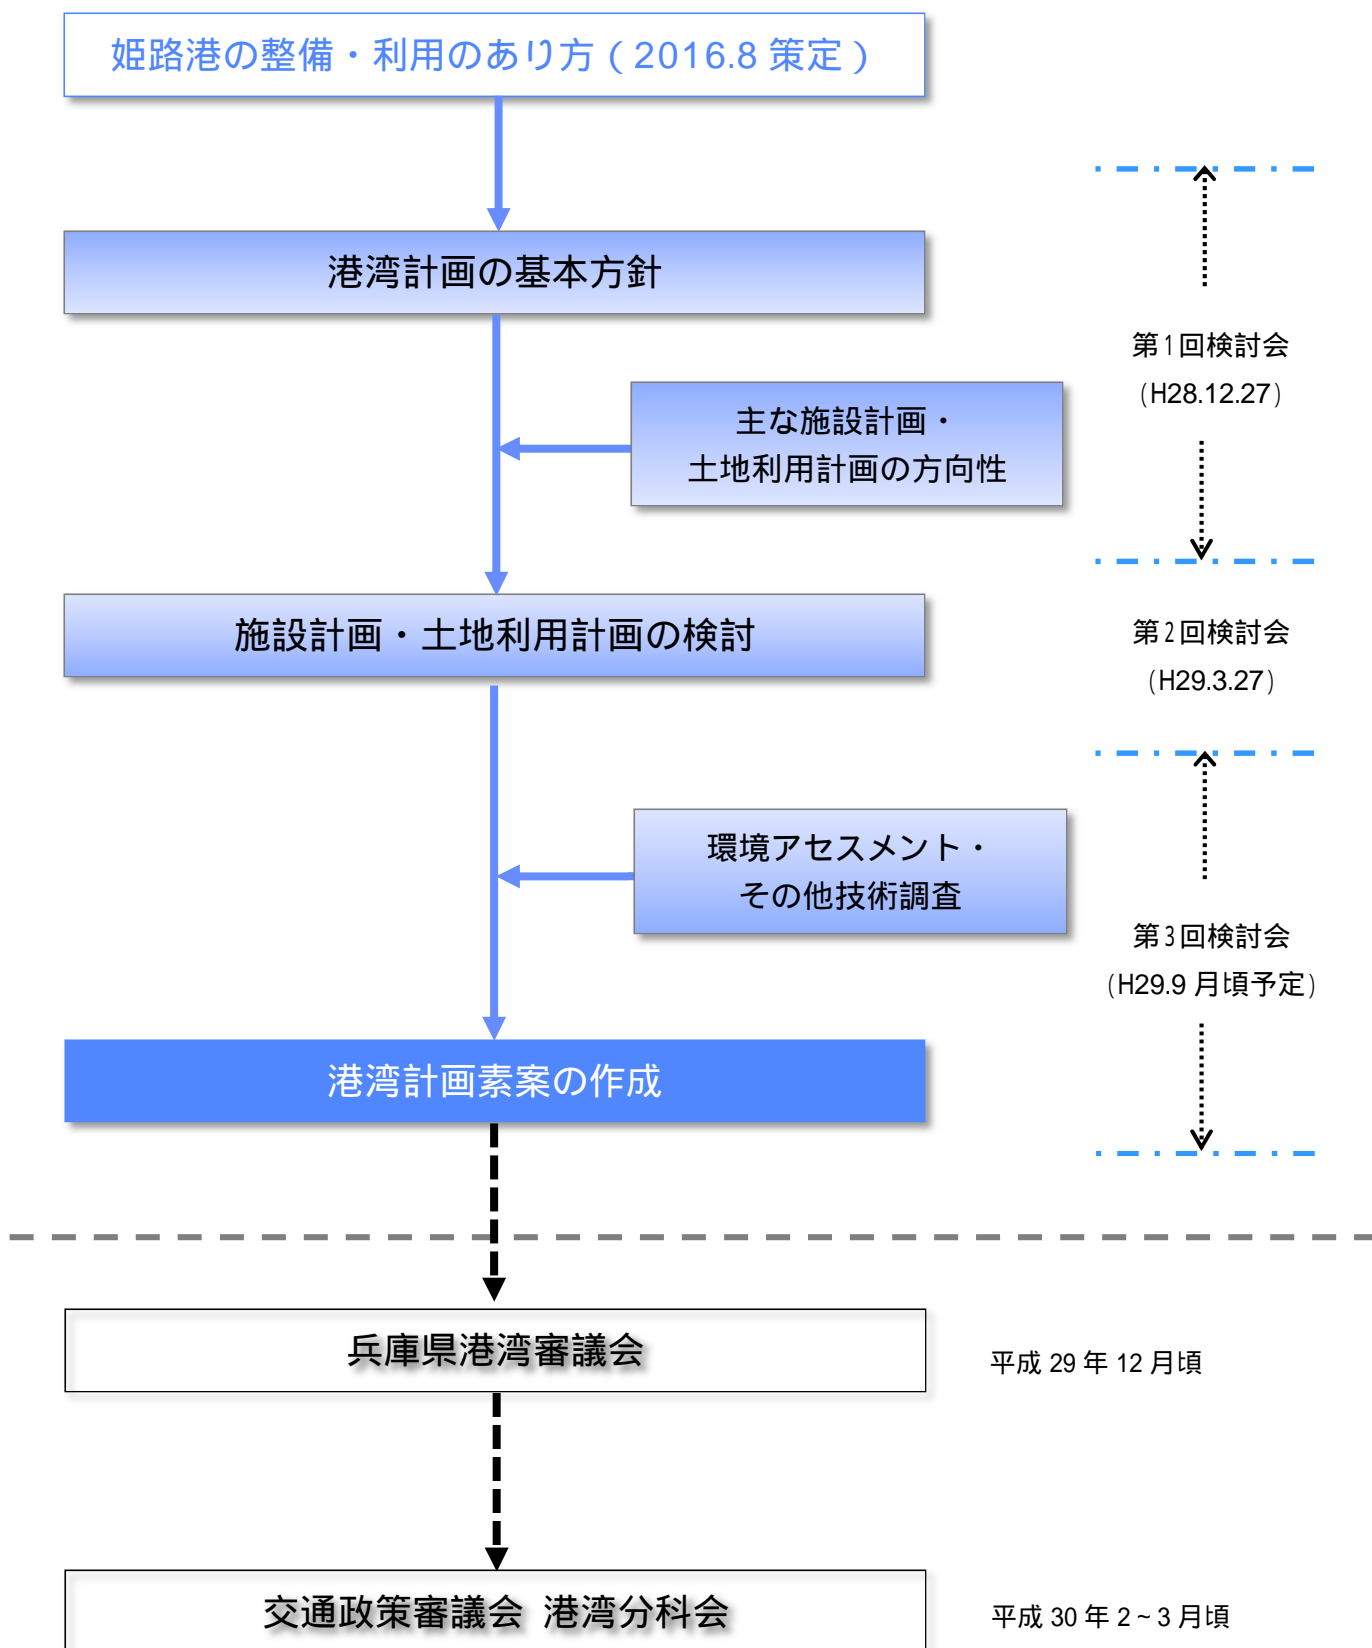 姫路港の整備・利用のあり方（2016.8 策定）
港湾計画の基本方針
第1回検討会
(H28.12.27)
主な施設計画・
土地利用計画の方向性
施設計画・土地利用計画の検討
第2回検討会
(H29.3.27)
環境アセスメント・
その他技術調査
第3回検討会
(H29.9 月頃予定)
港湾計画素案の作成
兵庫県港湾審議会
平成 29 年 12 月頃
交通政策審議会 港湾分科会
平成 30 年 2~3 月頃